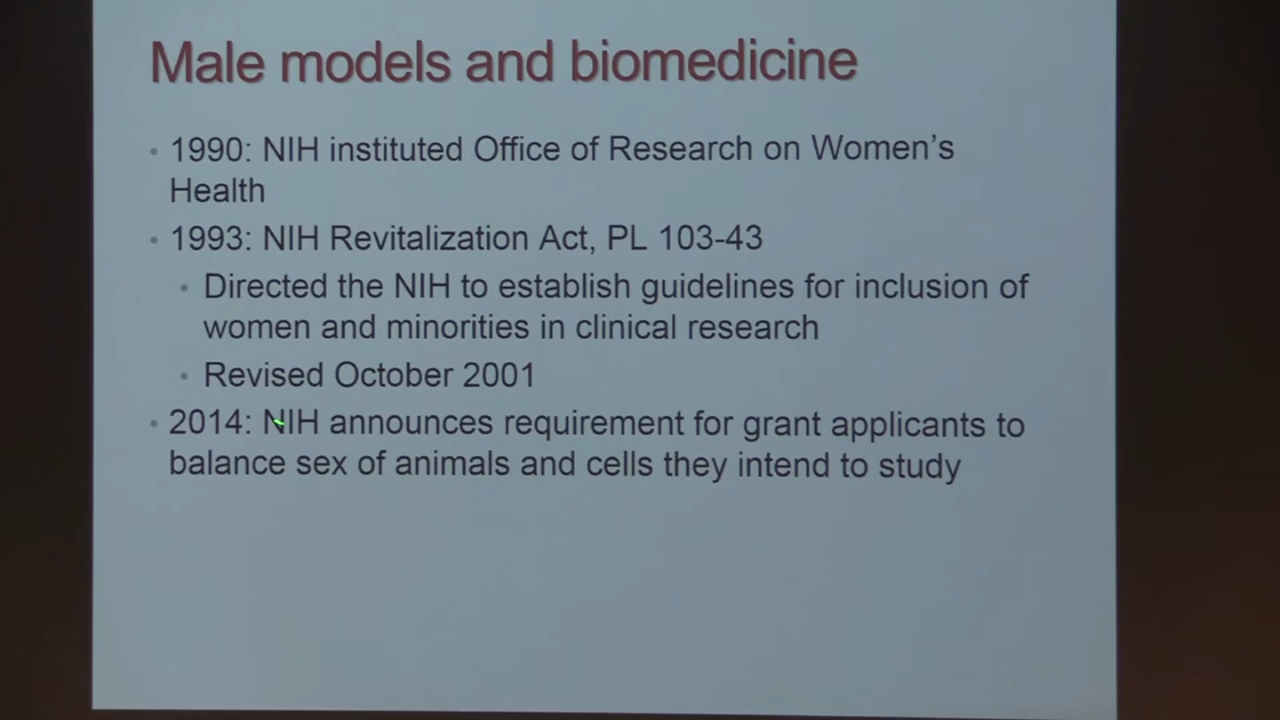 Male models and biomedicine
• 1990: NIH instituted Office of Research on Women's
Health
• 1993: NIH Revitalization Act, PL 103-43
• Directed the NIH to establish guidelines for inclusion of
women and minorities in clinical research
• Revised October 2001
• 2014: NIH announces requirement for grant applicants to
balance sex of animals and cells they intend to study